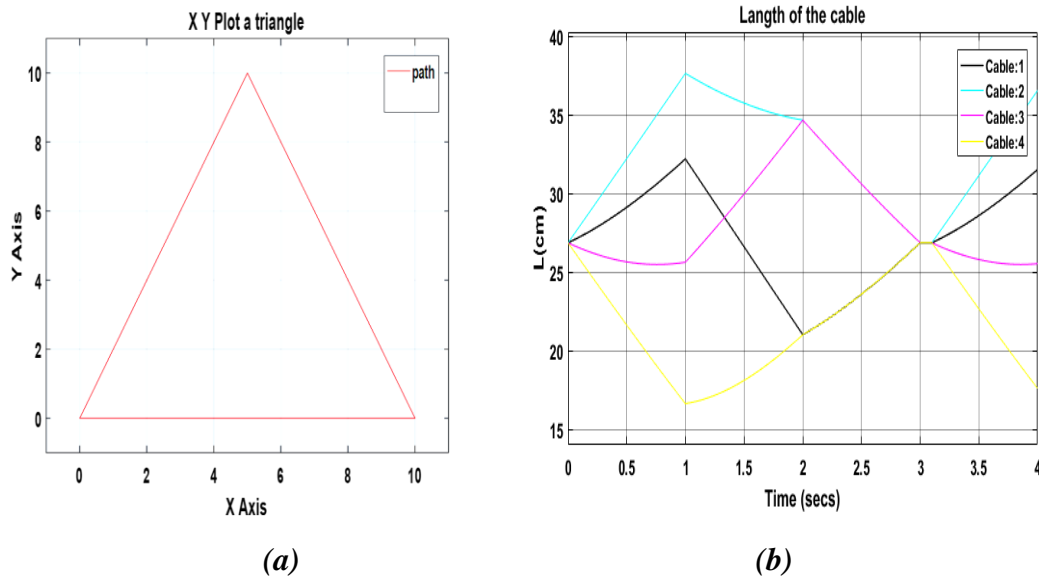 X Y Plot a triangle
path
Y Axis
10
8
6
4
2
0
0 2 4 6 8 10
X Axis
(a)
Langth of the cable
Cable:1
Cable:2
Cable:3
Cable:4
L(cm)
40
35
30
25
20
15
0 0.5 1 1.5 2 2.5 3 3.5 4
Time (secs)
(b)